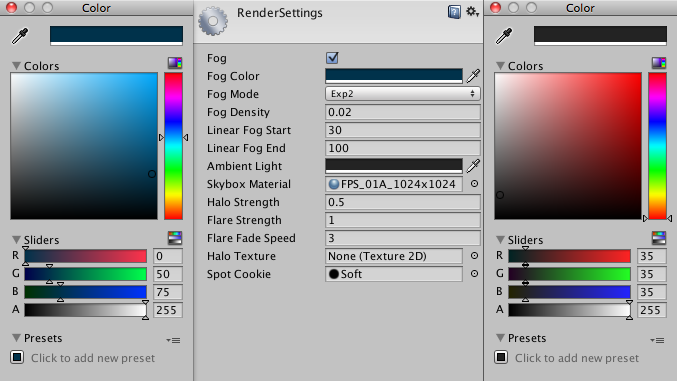 Color
Colors
Sliders
R 0
G 50
B 75
A 255
Presets
Click to add new preset
RenderSettings
Fog
Fog Color
Fog Mode Exp2
Fog Density 0.02
Linear Fog Start 30
Linear Fog End 100
Ambient Light
Skybox Material FPS_01A_1024x1024
Halo Strength 0.5
Flare Strength 1
Flare Fade Speed 3
Halo Texture None (Texture 2D)
Spot Cookie Soft
Color
Colors
Sliders
R 35
G 35
B 35
A 255
Presets
Click to add new preset